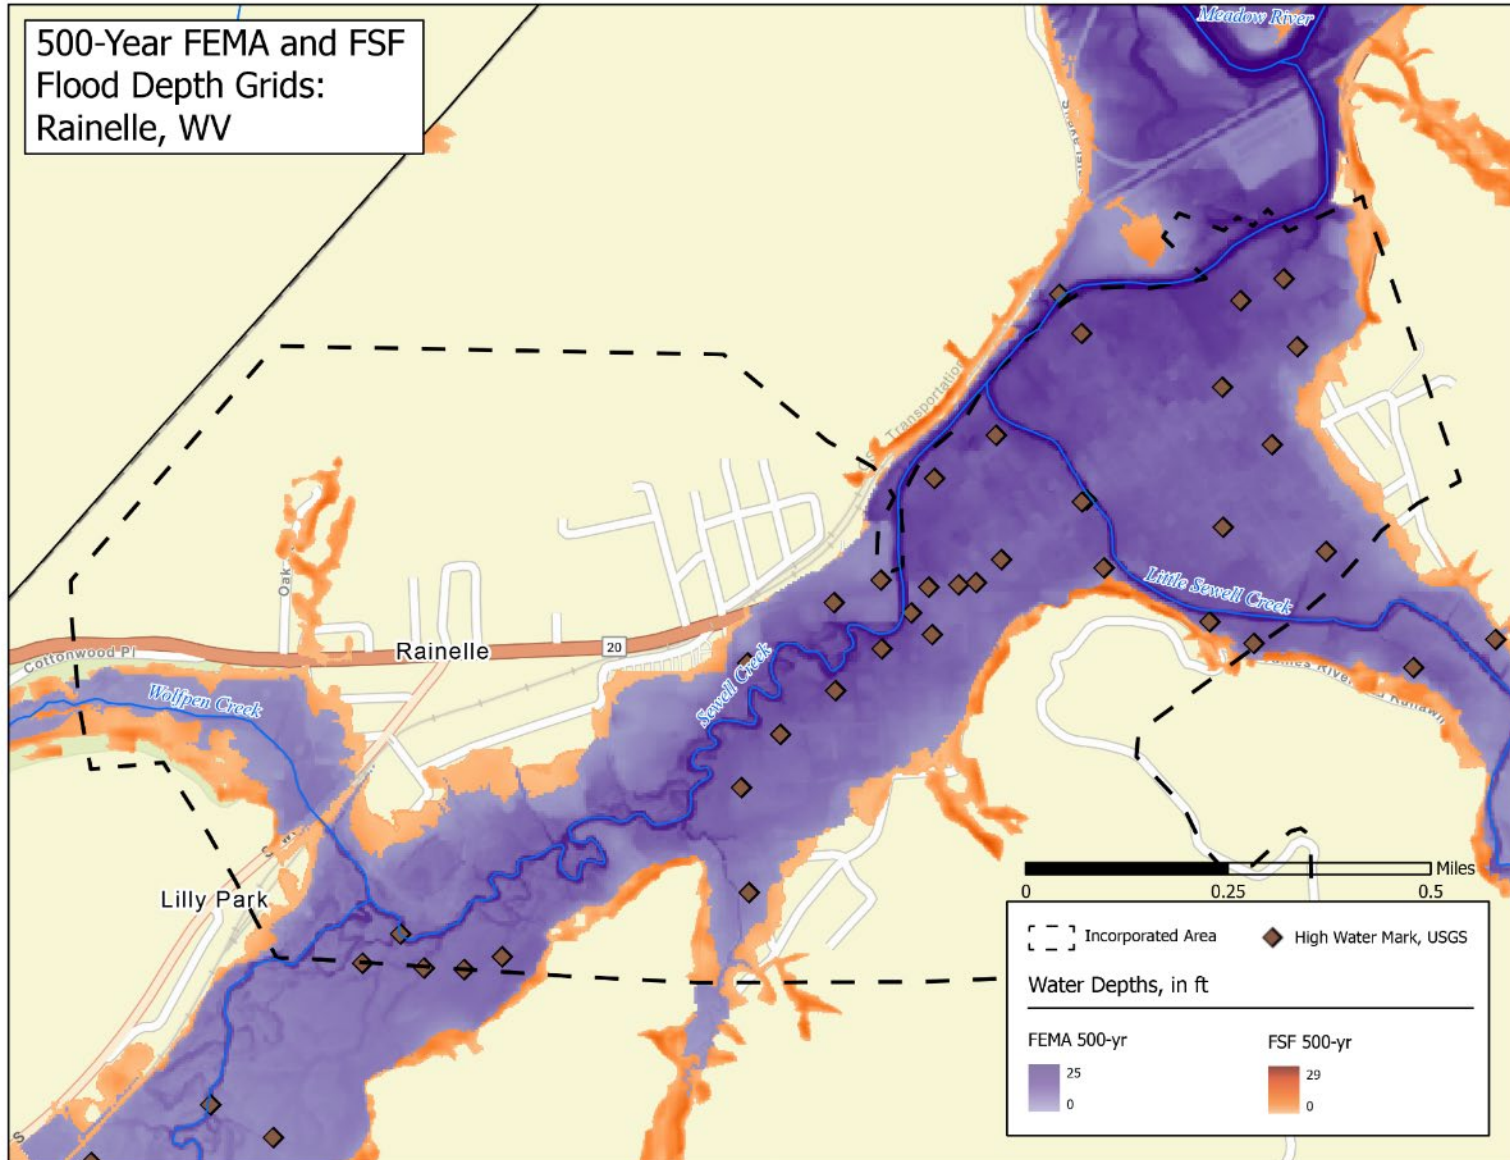 500-Year FEMA and FSF
Flood Depth Grids:
Rainelle, WV
Meadow River
Transportation
Oak
Little Sewell Creek
Rainelle
20
Cottonwood Pl
Sewell Creek
Wolfpen Creek
Lilly Park
Miles
0
0.25
0.5
Incorporated Area
High Water Mark, USGS
Water Depths, in ft
FEMA 500-yr
FSF 500-yr
25
29
0
0
S